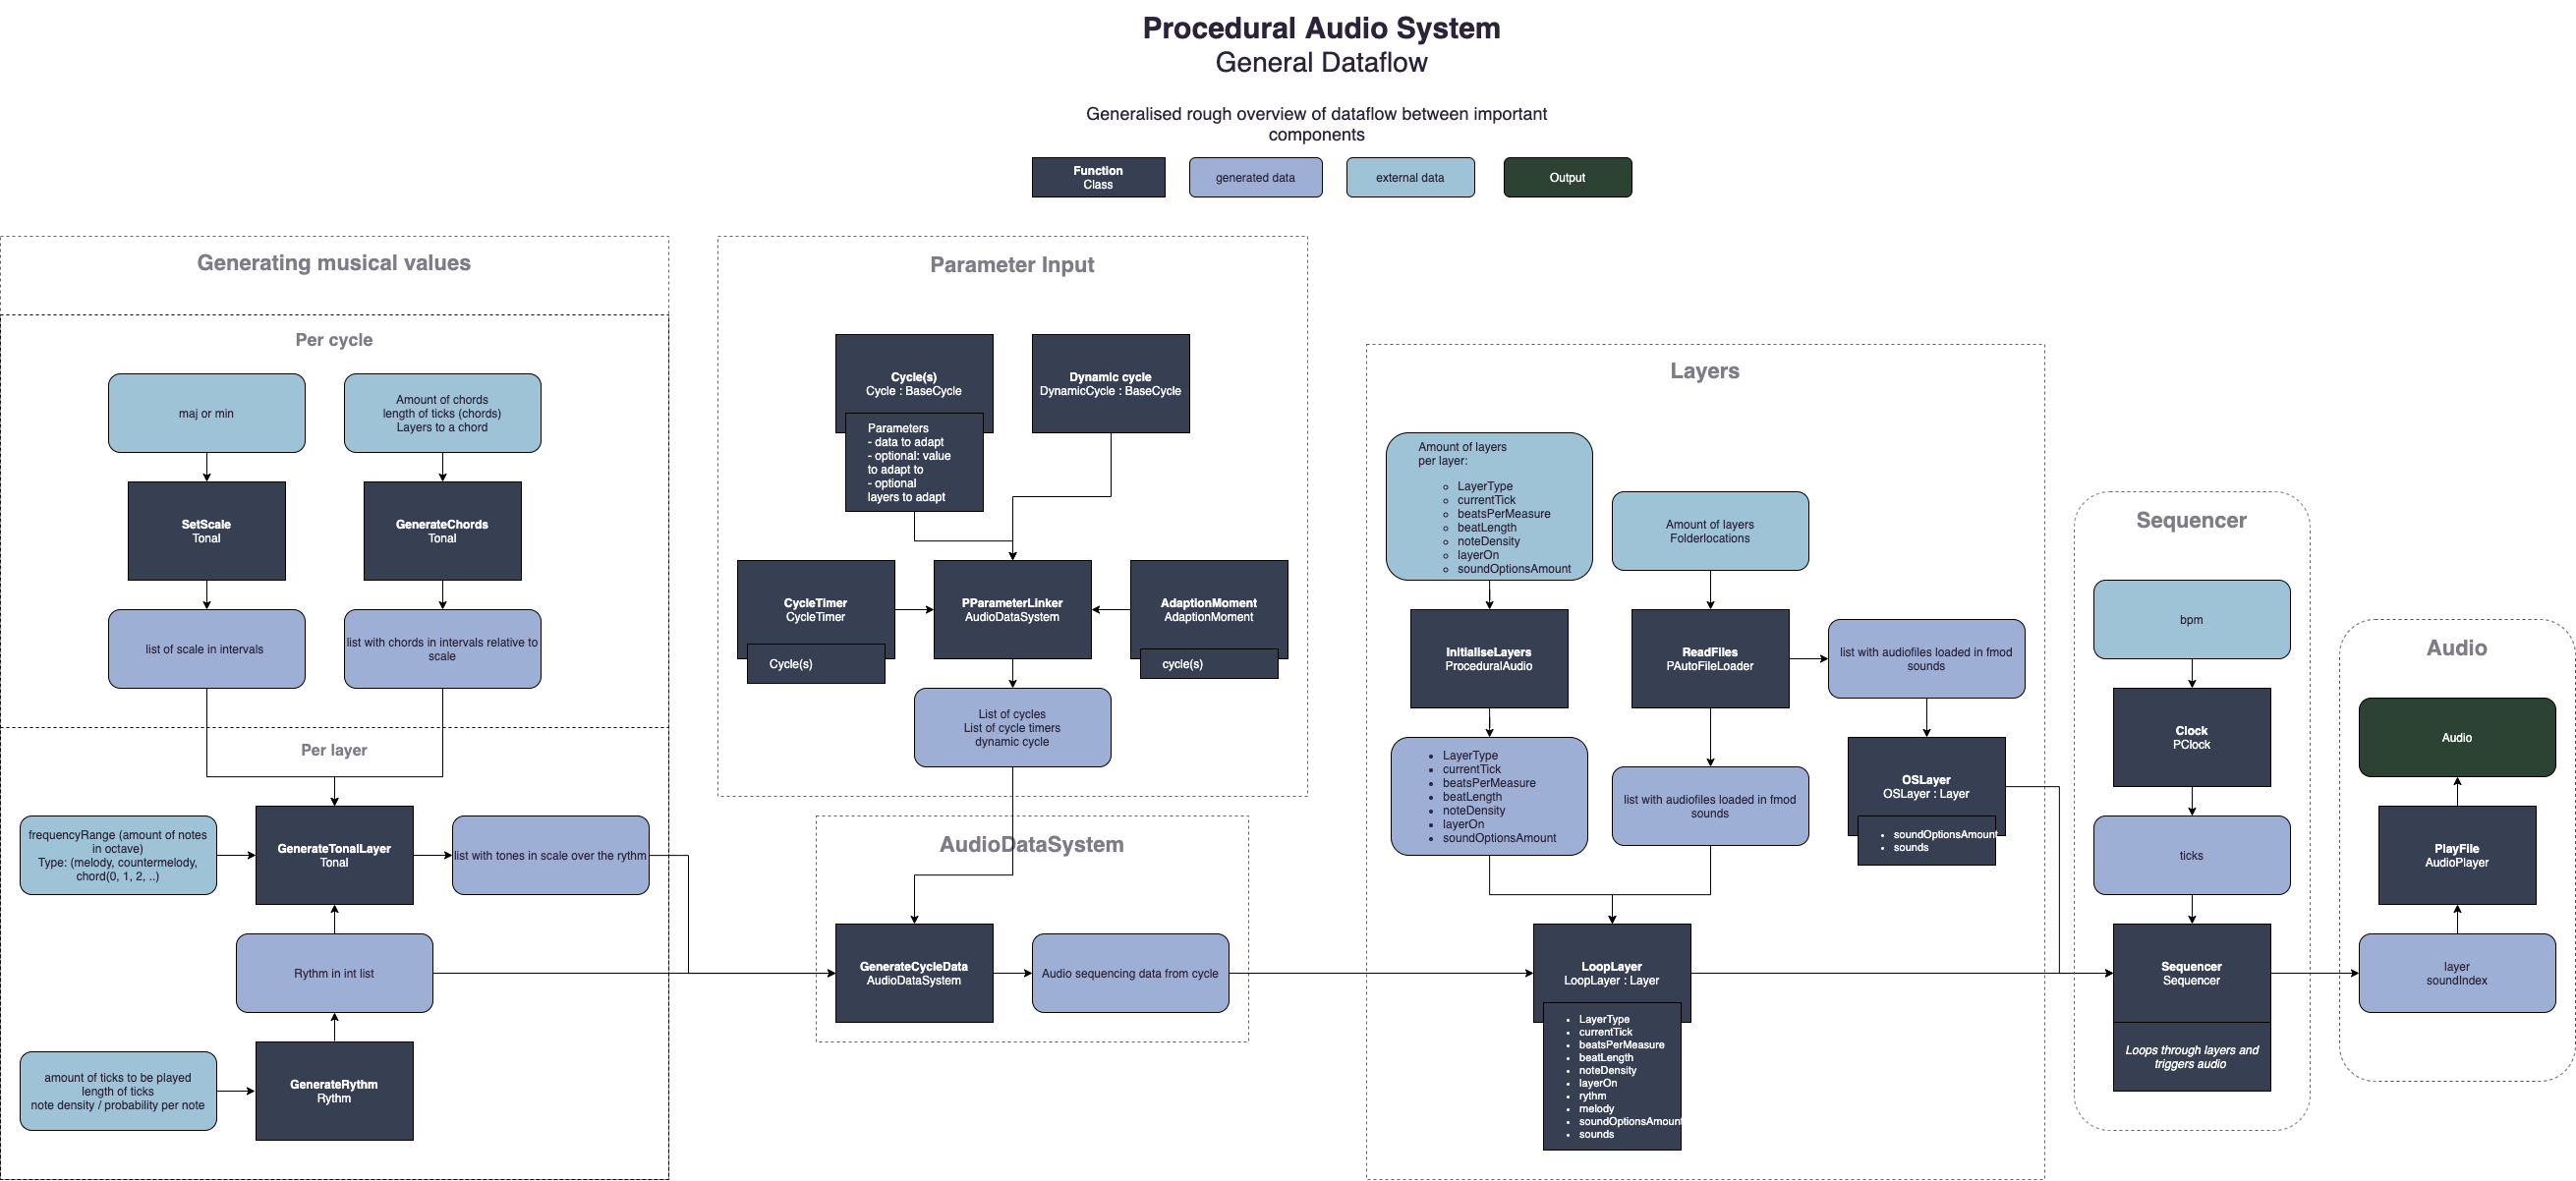 Procedural Audio System
General Dataflow
Generalised rough overview of dataflow between important
components
Function
Class
generated data
external data
Output
Generating musical values
Per cycle
maj or min
Amount of chords
length of ticks (chords)
Layers to a chord
SetScale
Tonal
GenerateChords
Tonal
list of scale in intervals
list with chords in intervals relative to
scale
Per layer
frequencyRange (amount of notes
in octave)
Type: (melody, countermelody,
chord(0, 1, 2, ..)
GenerateTonalLayer
Tonal
list with tones in scale over the rythm
Rythm in int list
amount of ticks to be played
length of ticks
note density / probability per note
GenerateRythm
Rythm
Parameter Input
Cycle(s)
Cycle : BaseCycle
Parameters
- data to adapt
- optional: value
to adapt to
- optional
layers to adapt
Dynamic cycle
DynamicCycle : BaseCycle
CycleTimer
CycleTimer
Cycle(s)
PParameterLinker
AudioDataSystem
AdaptionMoment
AdaptionMoment
cycle(s)
List of cycles
List of cycle timers
dynamic cycle
AudioDataSystem
GenerateCycleData
AudioDataSystem
Audio sequencing data from cycle
Layers
Amount of layers
per layer:
LayerType
currentTick
beatsPerMeasure
beatLength
noteDensity
layerOn
soundOptionsAmount
Amount of layers
Folderlocations
InitialiseLayers
ProceduralAudio
ReadFiles
PAutoFileLoader
list with audiofiles loaded in fmod
sounds
LayerType
currentTick
beatsPerMeasure
beatLength
noteDensity
layerOn
soundOptionsAmount
list with audiofiles loaded in fmod
sounds
OSLayer
OSLayer : Layer
soundOptionsAmount
sounds
LoopLayer
LoopLayer : Layer
LayerType
currentTick
beatsPerMeasure
beatLength
noteDensity
layerOn
rythm
melody
soundOptionsAmount
sounds
Sequencer
bpm
Clock
PClock
ticks
Sequencer
Sequencer
Loops through layers and
triggers audio
Audio
Audio
PlayFile
AudioPlayer
layer
soundIndex